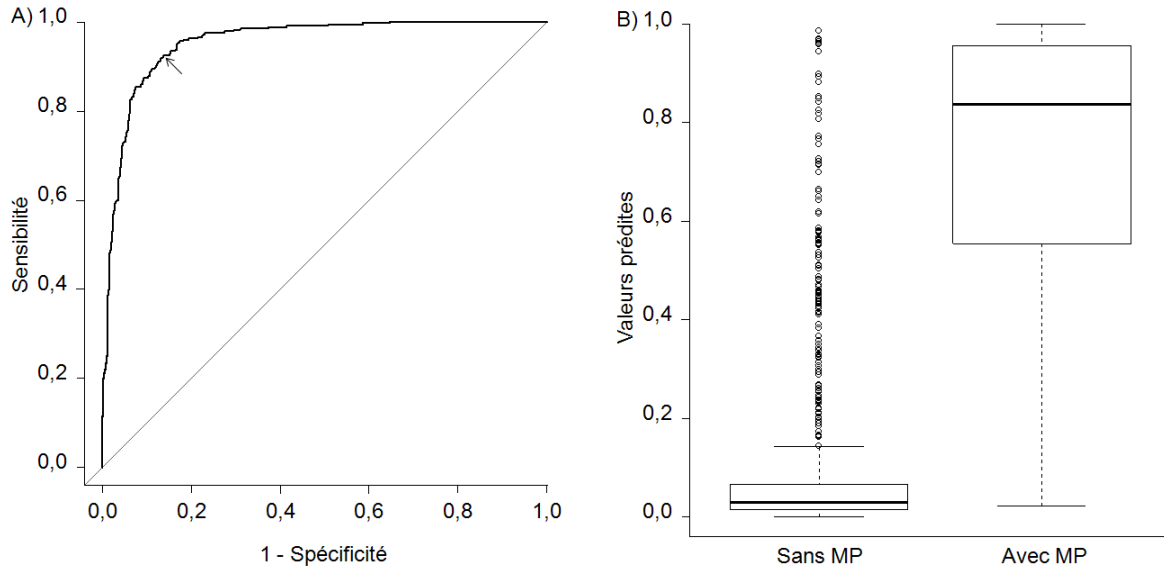 A)
1,0
0,8
0,6
0,4
0,2
0,0
Sensibilité
0,0 0,2 0,4 0,6 0,8 1,0
1 - Spécificité
B)
1,0
0,8
0,6
0,4
0,2
0,0
Valeurs prédites
Sans MP Avec MP